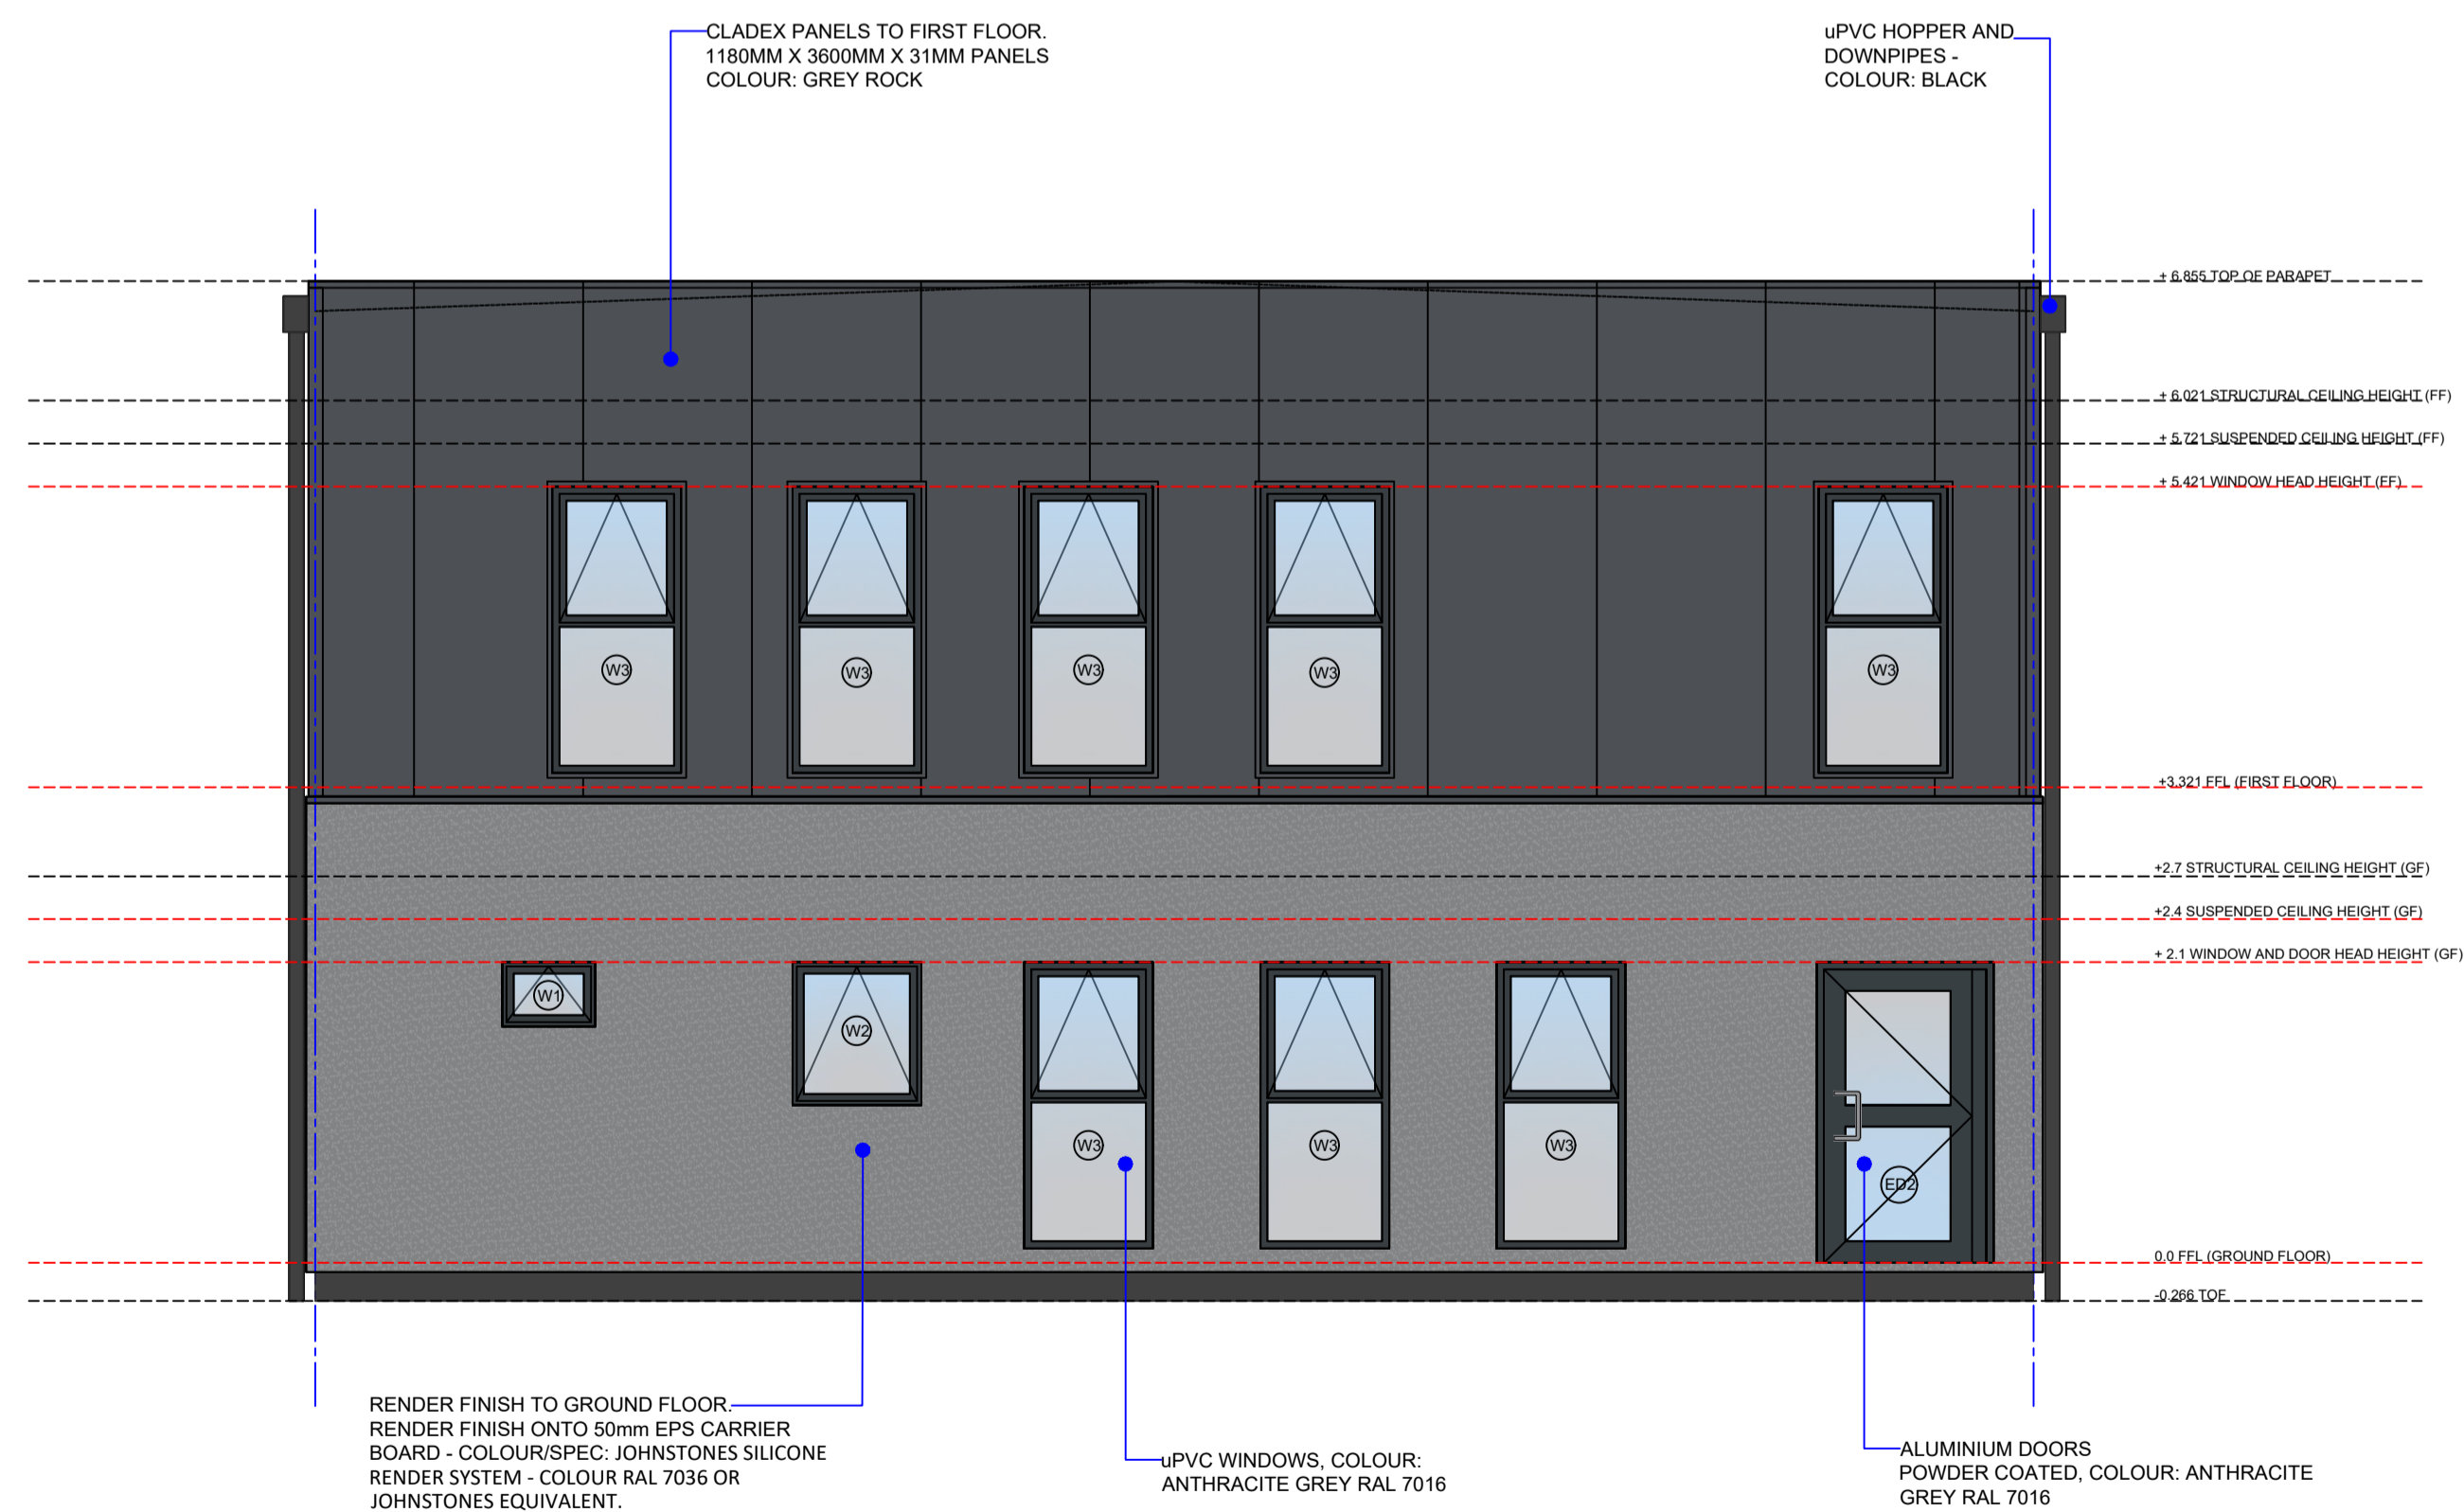 CLADEX PANELS TO FIRST FLOOR.
1180MM X 3600MM X 31MM PANELS
COLOUR: GREY ROCK
uPVC HOPPER AND
DOWNPIPES -
COLOUR: BLACK
+ 6.855 TOP OF PARAPET
+ 6.021 STRUCTURAL CEILING HEIGHT (FF)
+ 5.721 SUSPENDED CEILING HEIGHT (FF)
+ 5.421 WINDOW HEAD HEIGHT (FF)
W3
W3
W3
W3
W3
+3.321 FFL (FIRST FLOOR)
+2.7 STRUCTURAL CEILING HEIGHT (GF)
+2.4 SUSPENDED CEILING HEIGHT (GF)
+ 2.1 WINDOW AND DOOR HEAD HEIGHT (GF)
W1
W2
W3
W3
W3
ED2
0.0 FFL (GROUND FLOOR)
-0.266 TOF
RENDER FINISH TO GROUND FLOOR.
RENDER FINISH ONTO 50mm EPS CARRIER
BOARD - COLOUR/SPEC: JOHNSTONES SILICONE
RENDER SYSTEM - COLOUR RAL 7036 OR
JOHNSTONES EQUIVALENT.
uPVC WINDOWS, COLOUR:
ANTHRACITE GREY RAL 7016
ALUMINIUM DOORS
POWDER COATED, COLOUR: ANTHRACITE
GREY RAL 7016